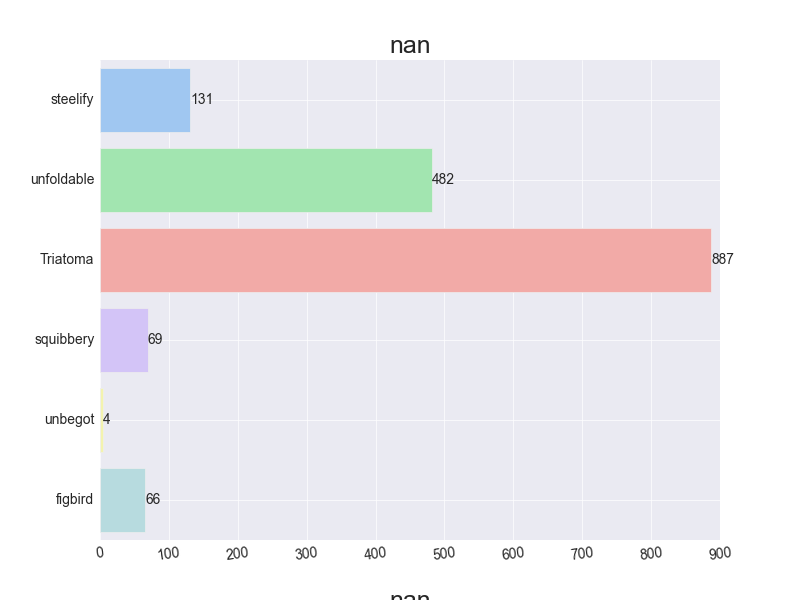 nan
steelify 131
unfoldable 482
Triatoma 887
squibbery 69
unbegot 4
figbird 66
0 100 200 300 400 500 600 700 800 900
nan